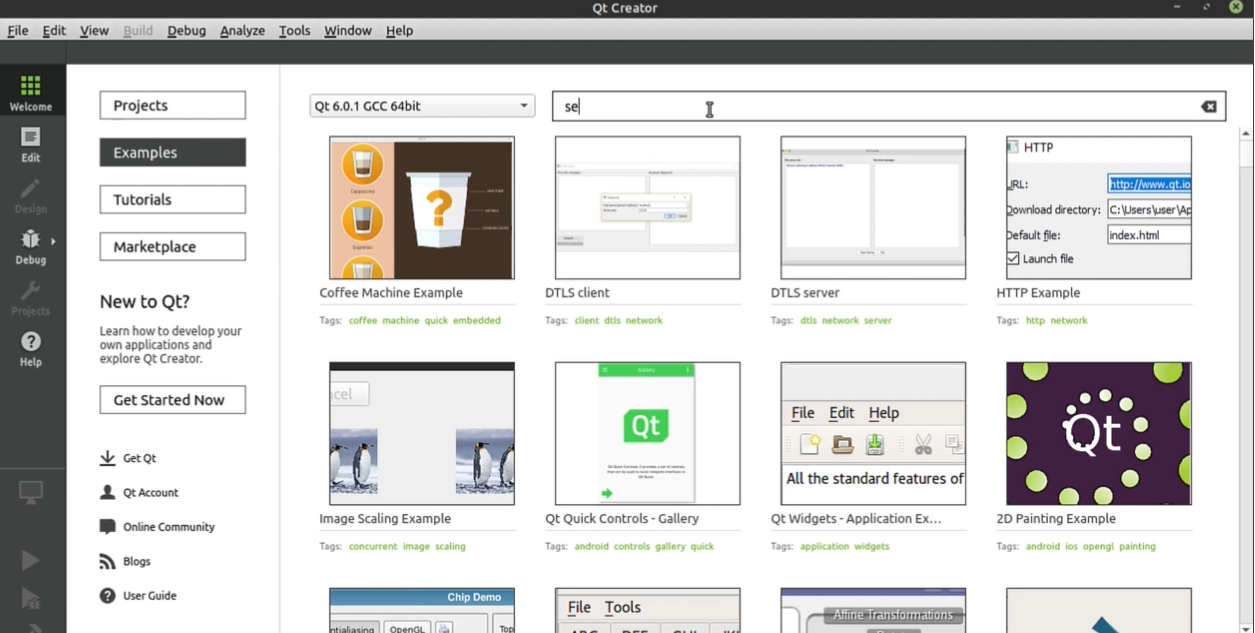 Qt Creator
File Edit View Build Debug Analyze Tools Window Help
Welcome
Edit
Design
Debug
Projects
Help
Projects
Examples
Tutorials
Marketplace
New to Qt?
Learn how to develop your
own applications and
explore Qt Creator.
Get Started Now
Get Qt
Qt Account
Online Community
Blogs
User Guide
Qt 6.0.1 GCC 64bit
se
Cappuccino
Espresso
HTTP
URL: http://www.qt.io
Download directory: C:\Users\user\Ap
Default file: index.html
Launch file
Coffee Machine Example
Tags: coffee machine quick embedded
DTLS client
Tags: client dtls network
DTLS server
Tags: dtls network server
HTTP Example
Tags: http network
ncel
Gallery
Qt
File Edit Help
All the standard features of
Qt
Image Scaling Example
Tags: concurrent image scaling
Qt Quick Controls - Gallery
Tags: android controls gallery quick
Qt Widgets - Application Ex...
Tags: application widgets
2D Painting Example
Tags: android ios opengl painting
Chip Demo
ntialiasing OpenGL Top
File Tools
Affine Transformations